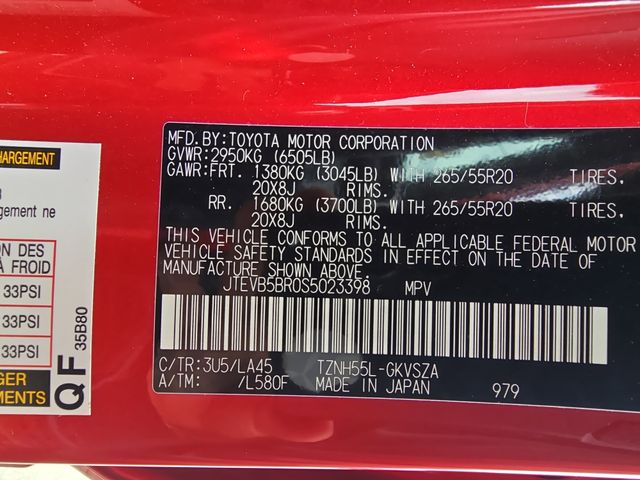 HARGEMENT
gement ne
ON DES
À FROID
33PSI
33PSI
33PSI
GER
EMENTS
QF 35B80
MFD.BY:TOYOTA MOTOR CORPORATION
GVWR:2950KG (6505LB)
GAWR:FRT. 1380KG (3045LB) WITH 265/55R20 TIRES,
20X8J RIMS.
RR. 1680KG (3700LB) WITH 265/55R20 TIRES,
20X8J RIMS.
THIS VEHICLE CONFORMS TO ALL APPLICABLE FEDERAL MOTOR
VEHICLE SAFETY STANDARDS IN EFFECT ON THE DATE OF
MANUFACTURE SHOWN ABOVE.
JTEVB5BR0S5023398 MPV
C/TR:3U5/LA45 TZNH55L-GKVSZA
A/TM: /L580F MADE IN JAPAN 979